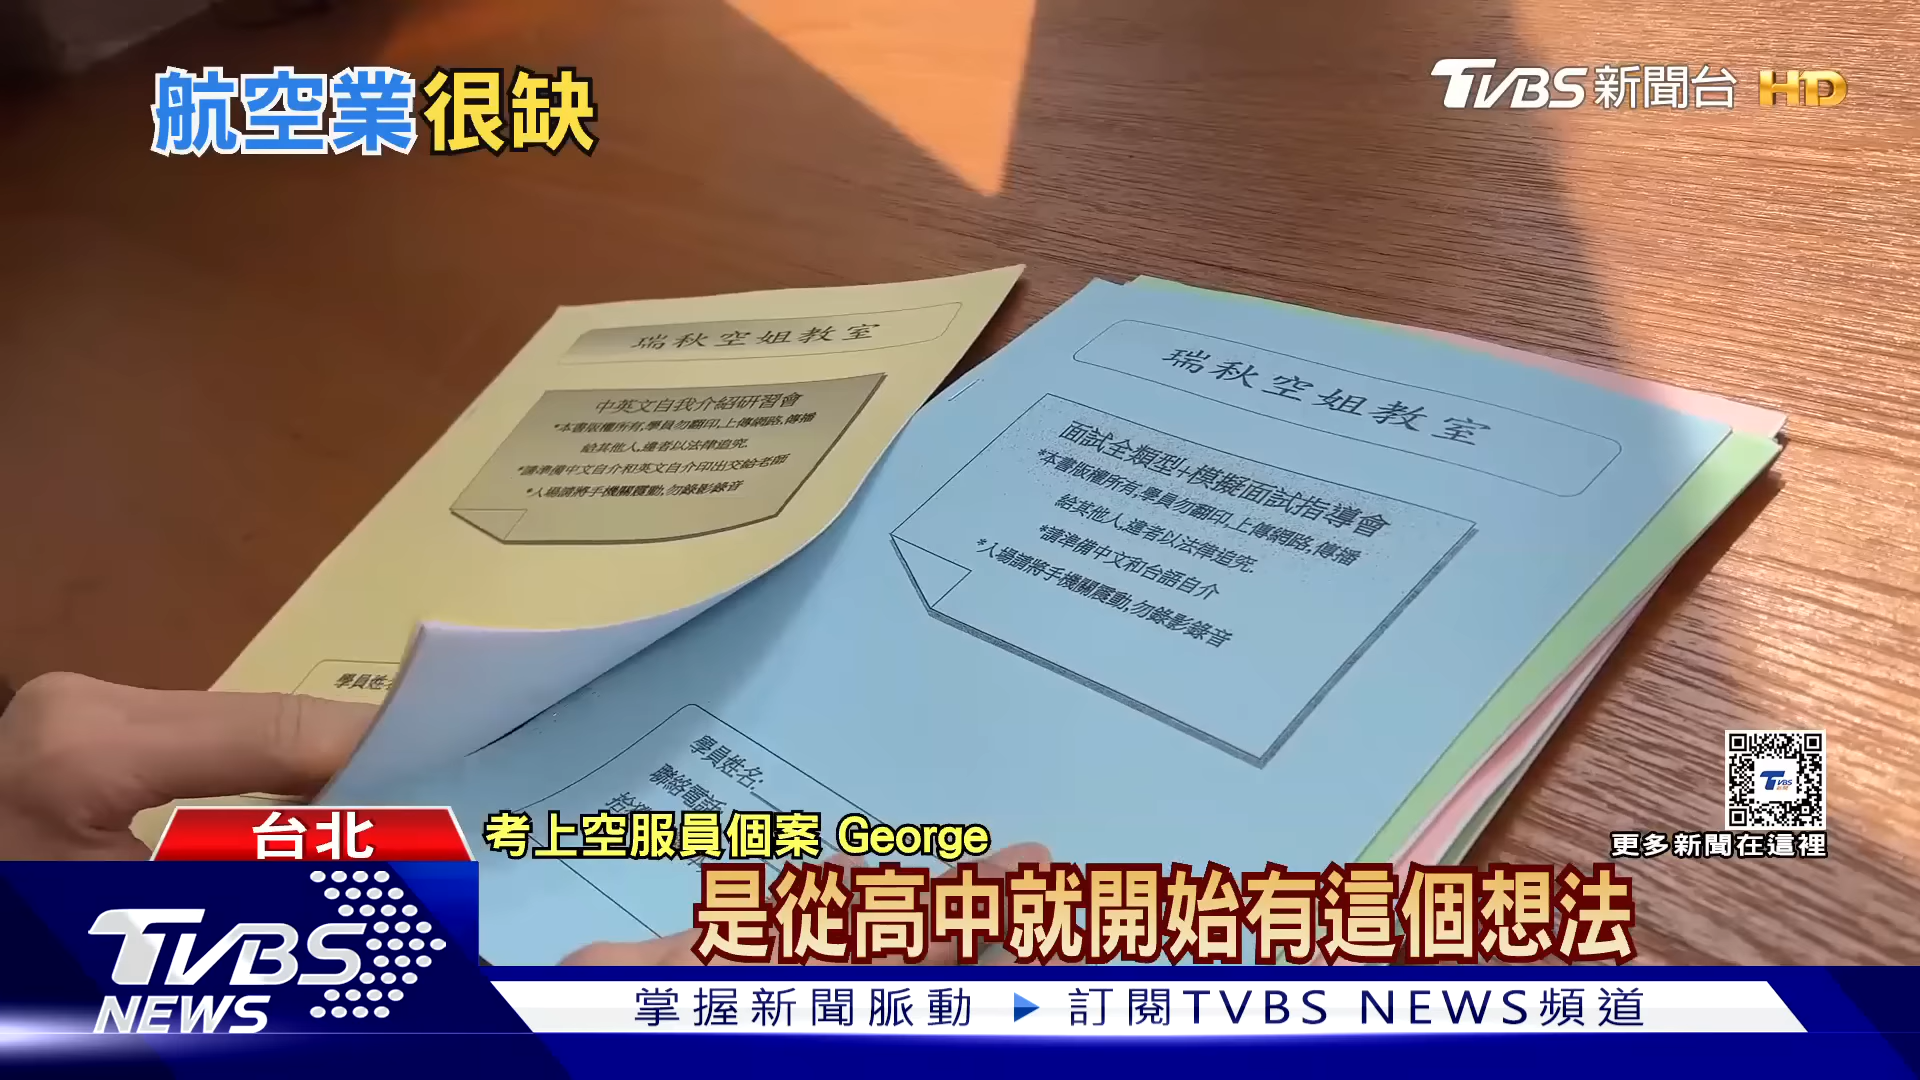 航空業很缺
TVBS新聞台 HD
瑞秋空姐教室
中英文自我介紹研習會
*本書版權所有,學員勿翻印,上傳網路,傳播
給其他人,違者以法律追究.
*請準備中文自介和英文自介印出交給老師
*入場請將手機關震動,勿錄影錄音
學員姓名
瑞秋空姐教室
面試全類型+模擬面試指導會
*本書版權所有,學員勿翻印,上傳網路,傳播
給其他人,違者以法律追究.
*請準備中文和台語自介
*入場請將手機關震動,勿錄影錄音
學員姓名:
聯絡電話
TVBS
更多新聞在這裡
台北
考上空服員個案 George
是從高中就開始有這個想法
TVBS
NEWS
掌握新聞脈動 ▶ 訂閱TVBS NEWS頻道